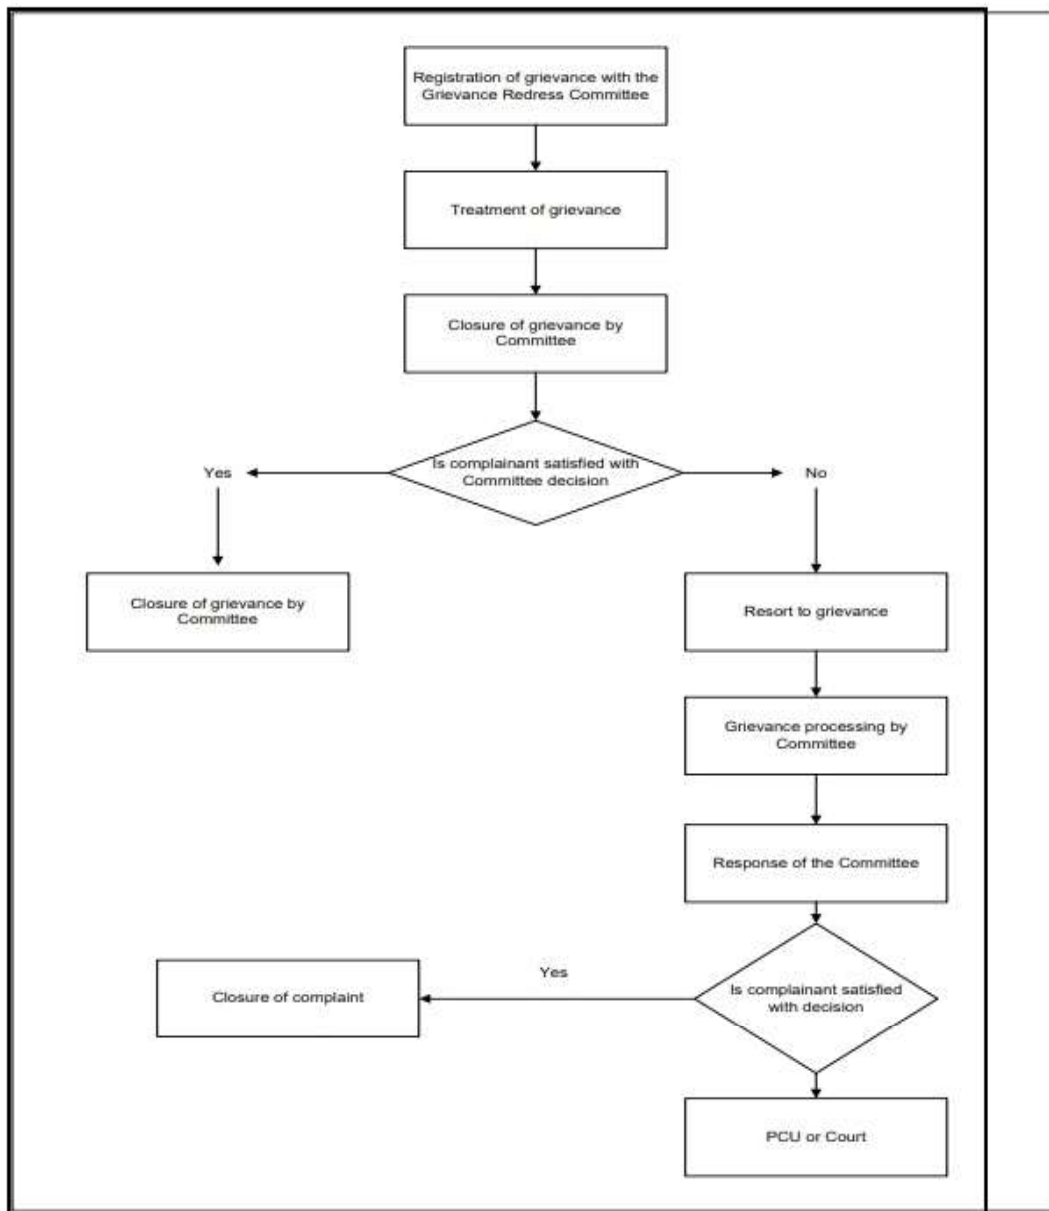 Registration of grievance with the
Grievance Redress Committee
Treatment of grievance
Closure of grievance by
Committee
Is complainant satisfied with
Committee decision
Yes
No
Closure of grievance by
Committee
Resort to grievance
Grievance processing by
Committee
Response of the Committee
Yes
Is complainant satisfied
with decision
Closure of complaint
PCU or Court